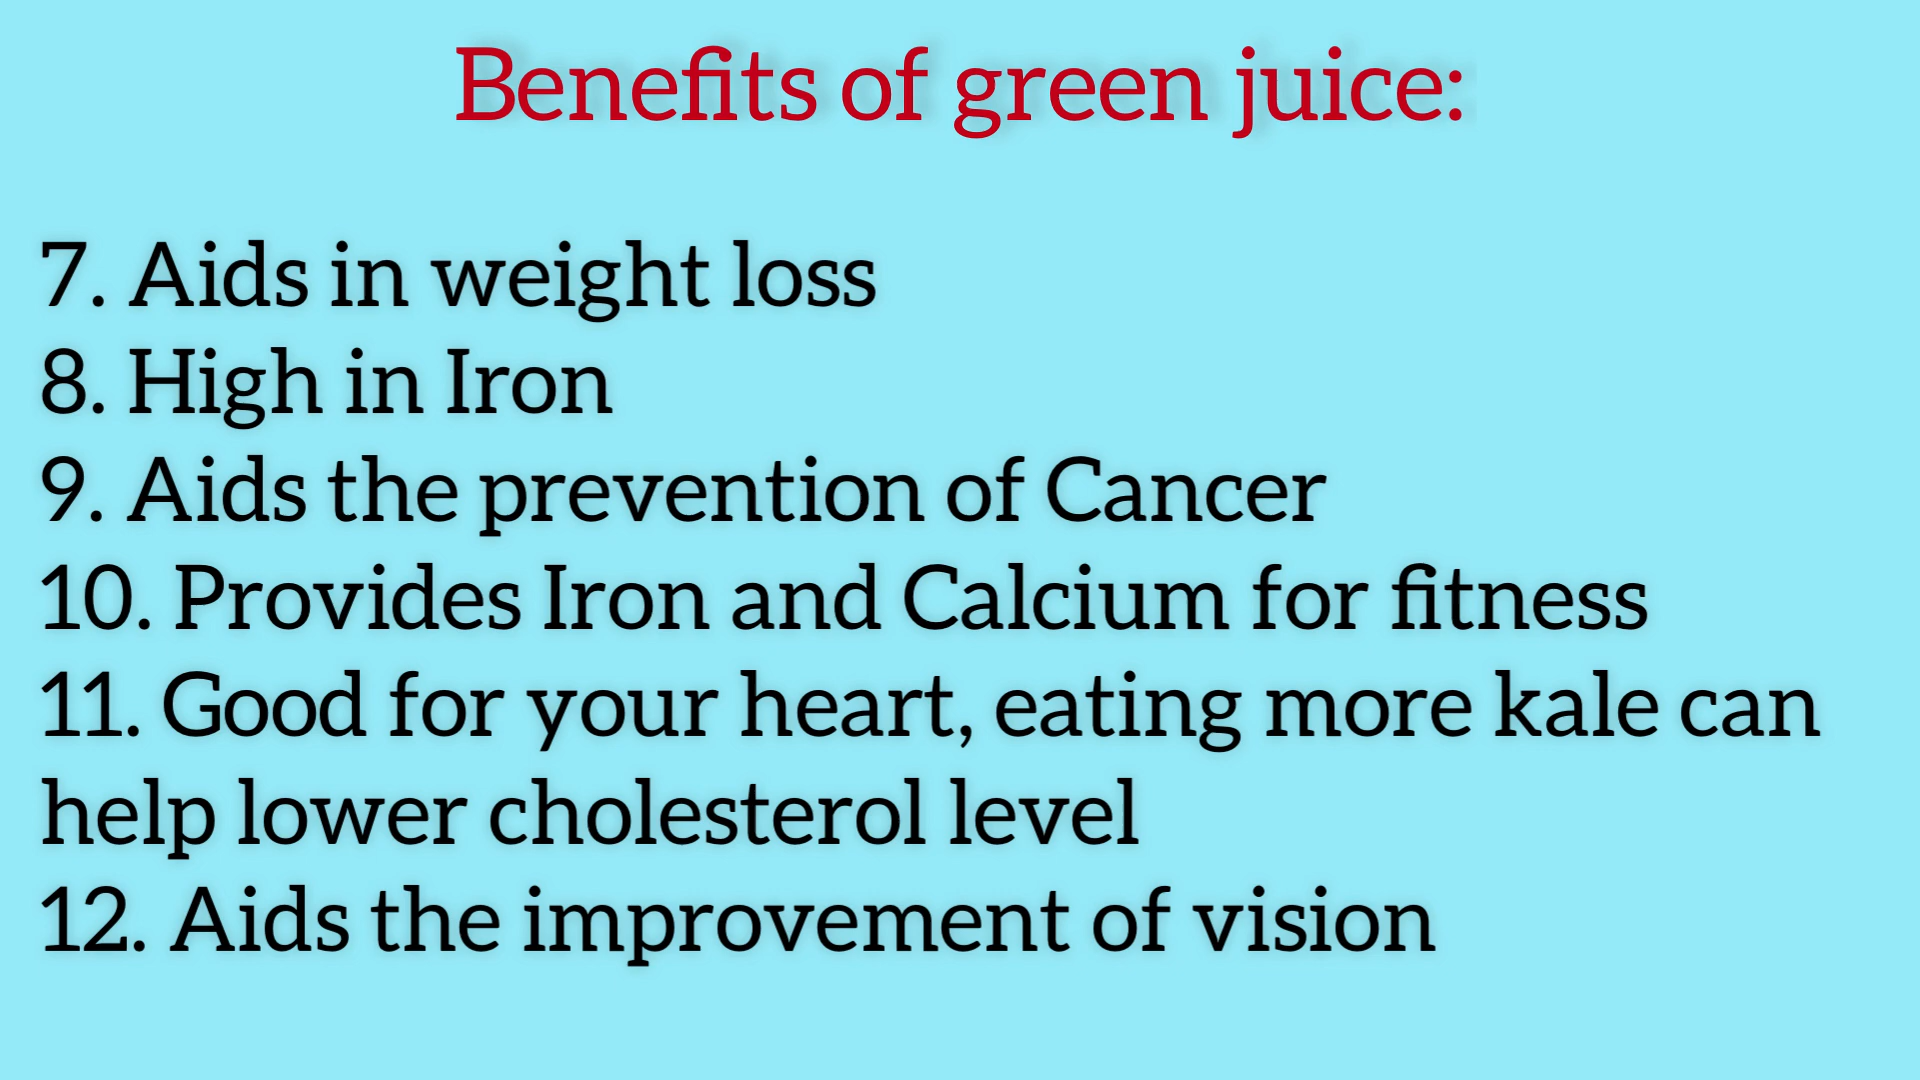 Benefits of green juice:
7. Aids in weight loss
8. High in Iron
9. Aids the prevention of Cancer
10. Provides Iron and Calcium for fitness
11. Good for your heart, eating more kale can
help lower cholesterol level
12. Aids the improvement of vision